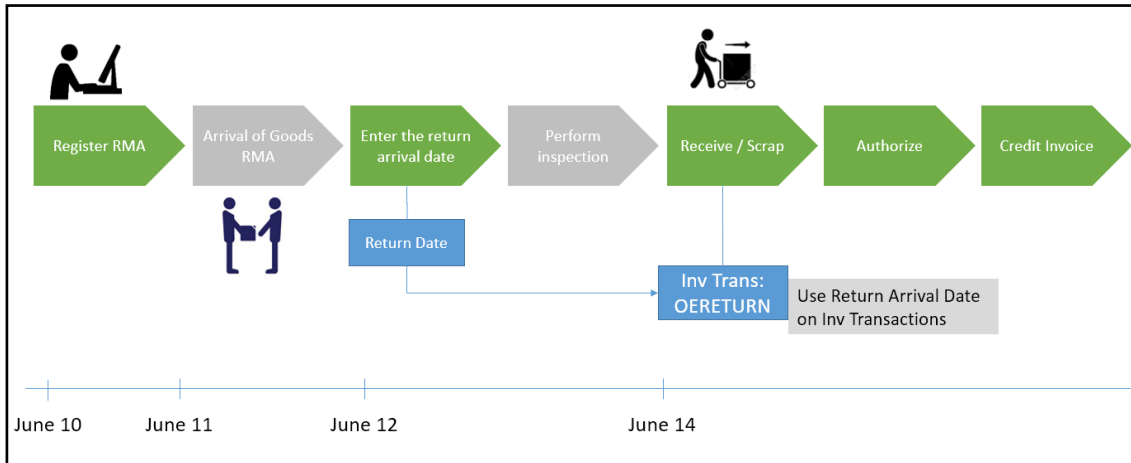 Register RMA
Arrival of Goods
RMA
Enter the return
arrival date
Perform
inspection
Receive / Scrap
Authorize
Credit Invoice
Return Date
Inv Trans:
OERETURN
Use Return Arrival Date
on Inv Transactions
June 10
June 11
June 12
June 14